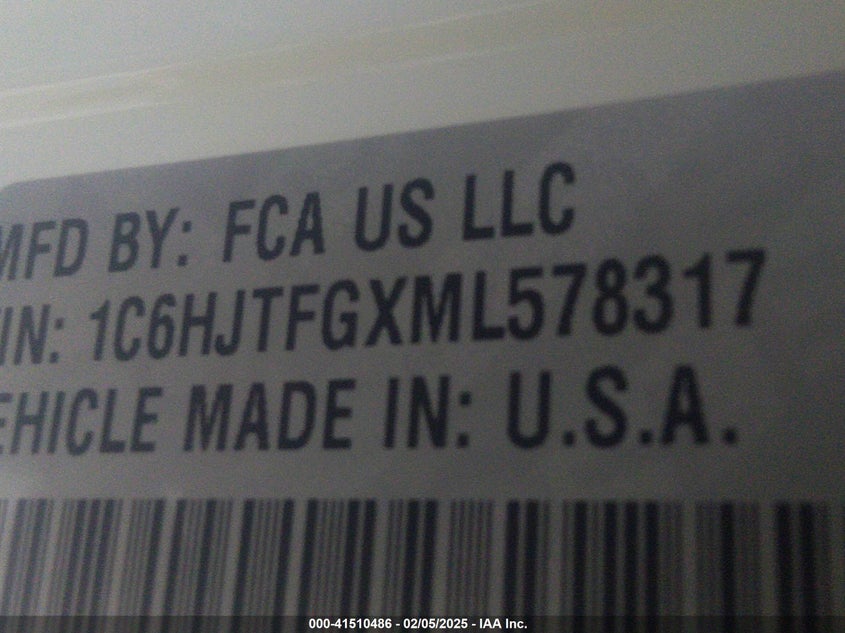 MFD BY: FCA US LLC
IN: 1C6HJTFGXML578317
EHICLE MADE IN: U.S.A.
000-41510486 - 02/05/2025 - IAA Inc.